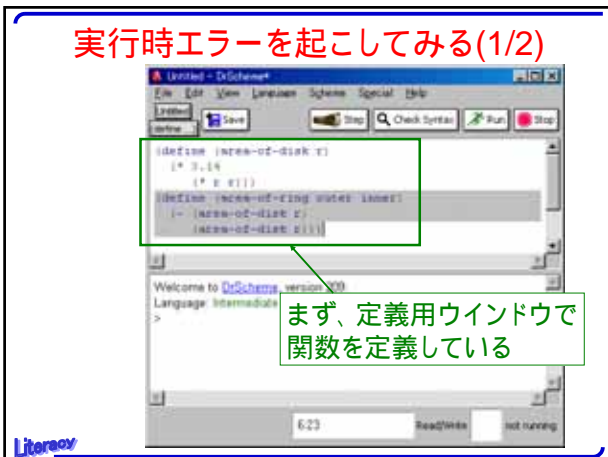 実行時エラーを起こしてみる(1/2)
Untitled - DrScheme*
File Edit View Language Scheme Special Help
Untitled
define ...
Save
Step
Check Syntax
Run
Stop
(define (area-of-disk r)
(* 3.14
(* r r)))
(define (area-of-ring outer inner)
(- (area-of-disk r)
(area-of-disk r)))
Welcome to DrScheme, version 209
Language: Intermediate
>
まず、定義用ウインドウで
関数を定義している
6:23
Read/Write
not running
Literacy